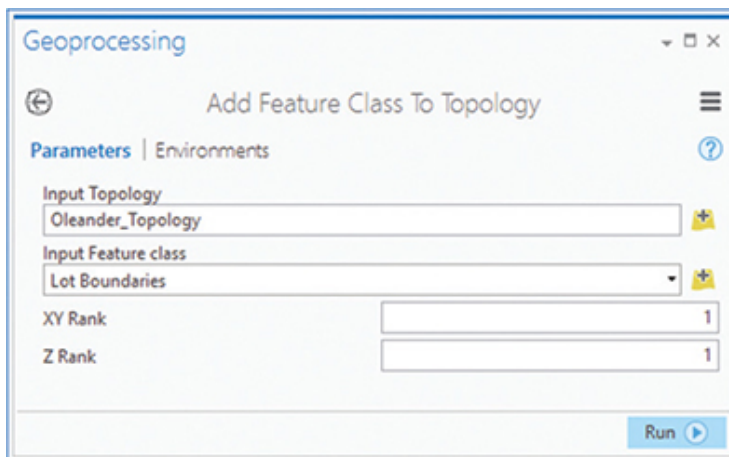 Geoprocessing
Add Feature Class To Topology
Parameters | Environments
Input Topology
Oleander_Topology
Input Feature class
Lot Boundaries
XY Rank 1
Z Rank 1
Run